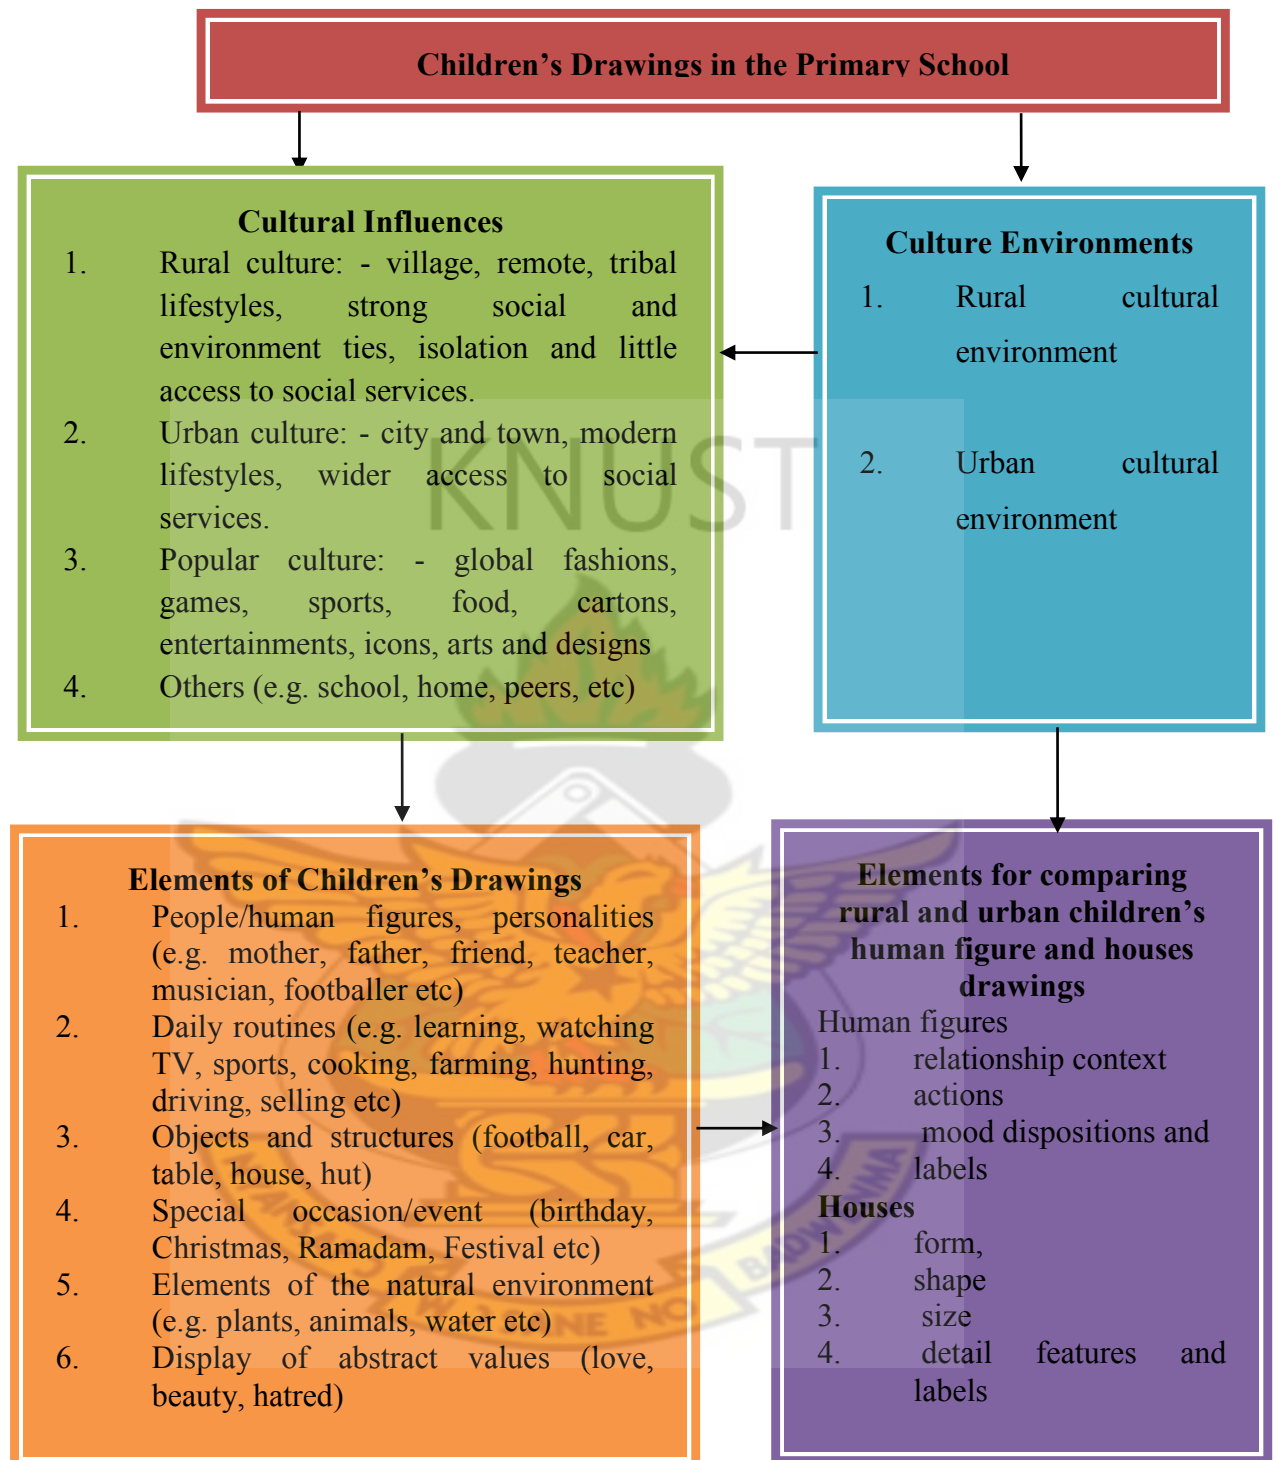 Children’s Drawings in the Primary School
Cultural Influences
1. Rural culture: - village, remote, tribal
lifestyles, strong social and
environment ties, isolation and little
access to social services.
2. Urban culture: - city and town, modern
lifestyles, wider access to social
services.
3. Popular culture: - global fashions,
games, sports, food, cartons,
entertainments, icons, arts and designs
4. Others (e.g. school, home, peers, etc)
Culture Environments
1. Rural cultural
environment
2. Urban cultural
environment
KNUST
Elements of Children’s Drawings
1. People/human figures, personalities
(e.g. mother, father, friend, teacher,
musician, footballer etc)
2. Daily routines (e.g. learning, watching
TV, sports, cooking, farming, hunting,
driving, selling etc)
3. Objects and structures (football, car,
table, house, hut)
4. Special occasion/event (birthday,
Christmas, Ramadam, Festival etc)
5. Elements of the natural environment
(e.g. plants, animals, water etc)
6. Display of abstract values (love,
beauty, hatred)
Elements for comparing
rural and urban children’s
human figure and houses
drawings
Human figures
1. relationship context
2. actions
3. mood dispositions and
4. labels
Houses
1. form,
2. shape
3. size
4. detail features and
labels
NO